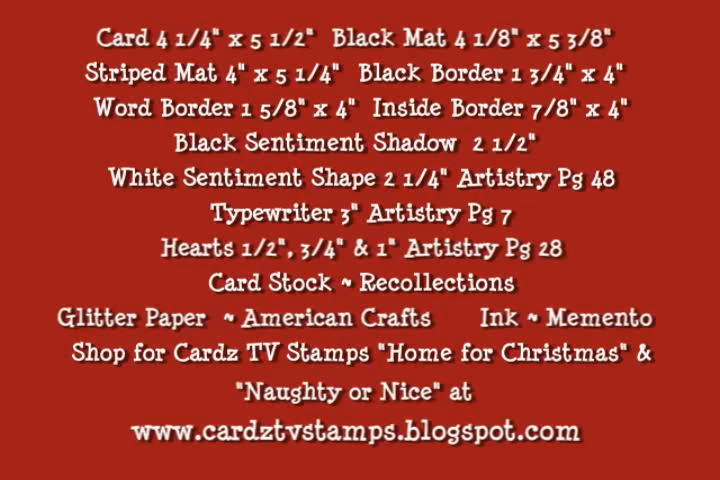 Card 4 1/4" x 5 1/2"  Black Mat 4 1/8" x 5 3/8"
Striped Mat 4" x 5 1/4"  Black Border 1 3/4" x 4"
Word Border 1 5/8" x 4"  Inside Border 7/8" x 4"
Black Sentiment Shadow  2 1/2"
White Sentiment Shape 2 1/4" Artistry Pg 48
Typewriter 3" Artistry Pg 7
Hearts 1/2", 3/4" & 1" Artistry Pg 28
Card Stock ~ Recollections
Glitter Paper  ~ American Crafts  Ink ~ Memento
Shop for Cardz TV Stamps "Home for Christmas" &
"Naughty or Nice" at
www.cardztvstamps.blogspot.com